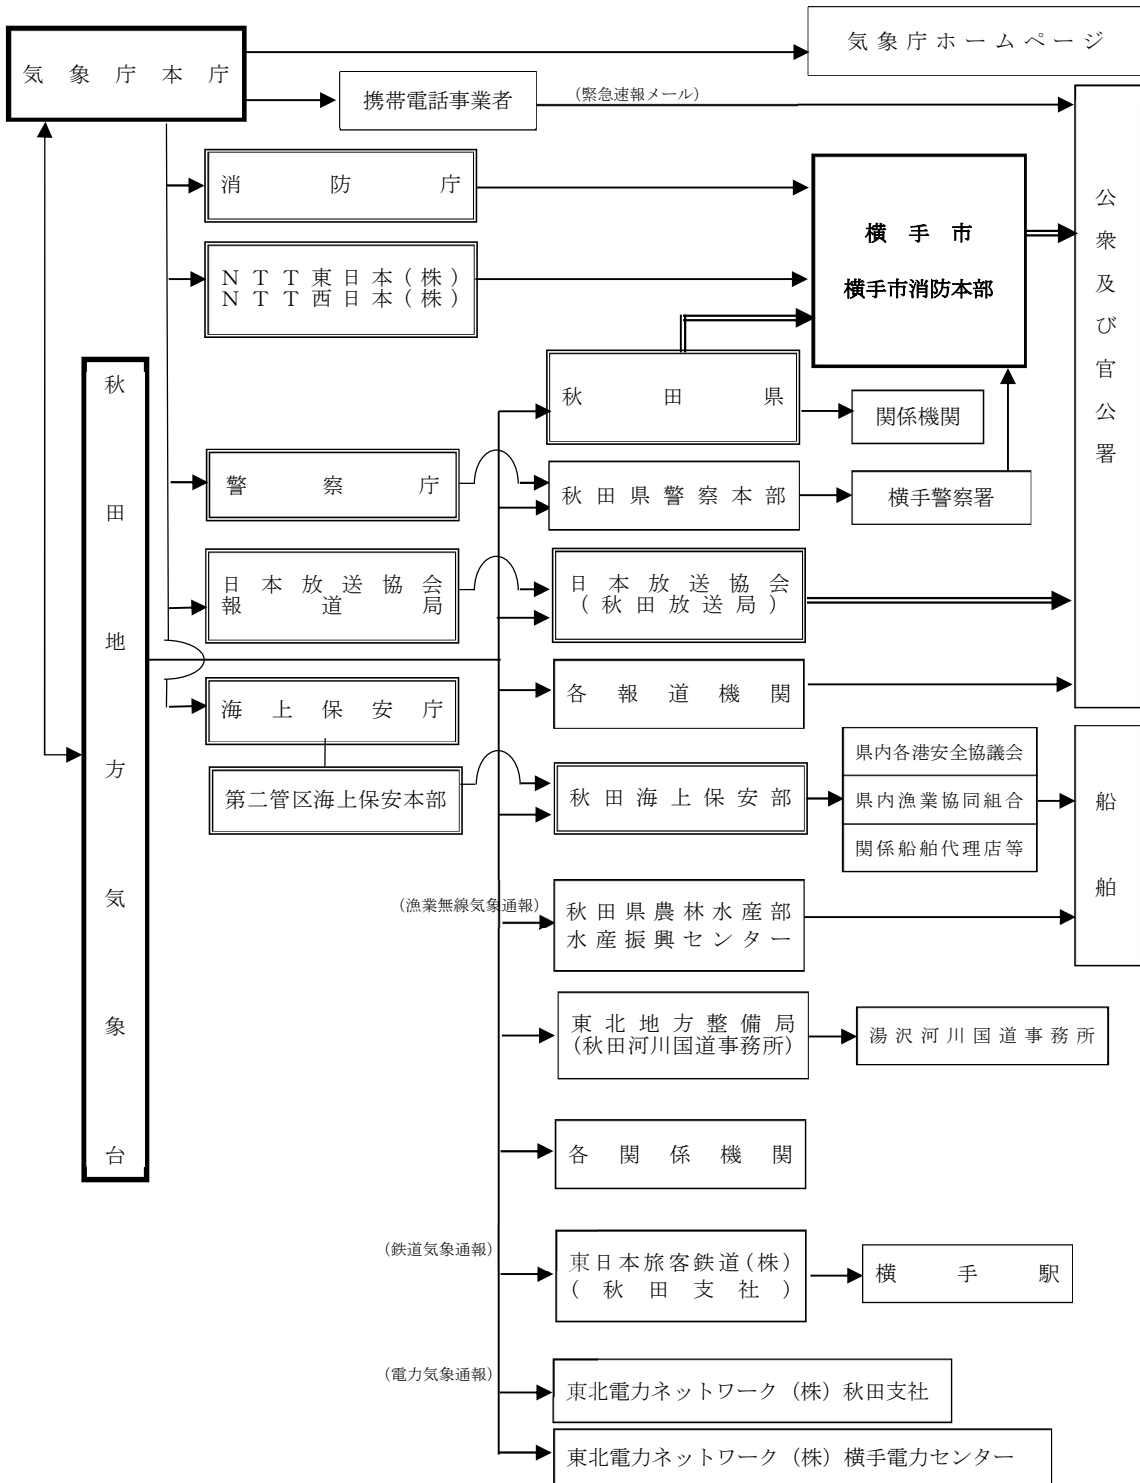 気象庁ホームページ
気象庁本庁
携帯電話事業者
(緊急速報メール)
消防庁
NTT東日本(株)
NTT西日本(株)
横手市
横手市消防本部
公衆及び官公署
秋田地方気象台
秋田県
関係機関
警察庁
秋田県警察本部
横手警察署
日本放送協会
報道局
日本放送協会
(秋田放送局)
海上保安庁
各報道機関
第二管区海上保安本部
秋田海上保安部
県内各港安全協議会
県内漁業協同組合
関係船舶代理店等
船舶
(漁業無線気象通報)
秋田県農林水産部
水産振興センター
東北地方整備局
(秋田河川国道事務所)
湯沢河川国道事務所
各関係機関
(鉄道気象通報)
東日本旅客鉄道(株)
(秋田支社)
横手駅
(電力気象通報)
東北電力ネットワーク(株)秋田支社
東北電力ネットワーク(株)横手電力センター